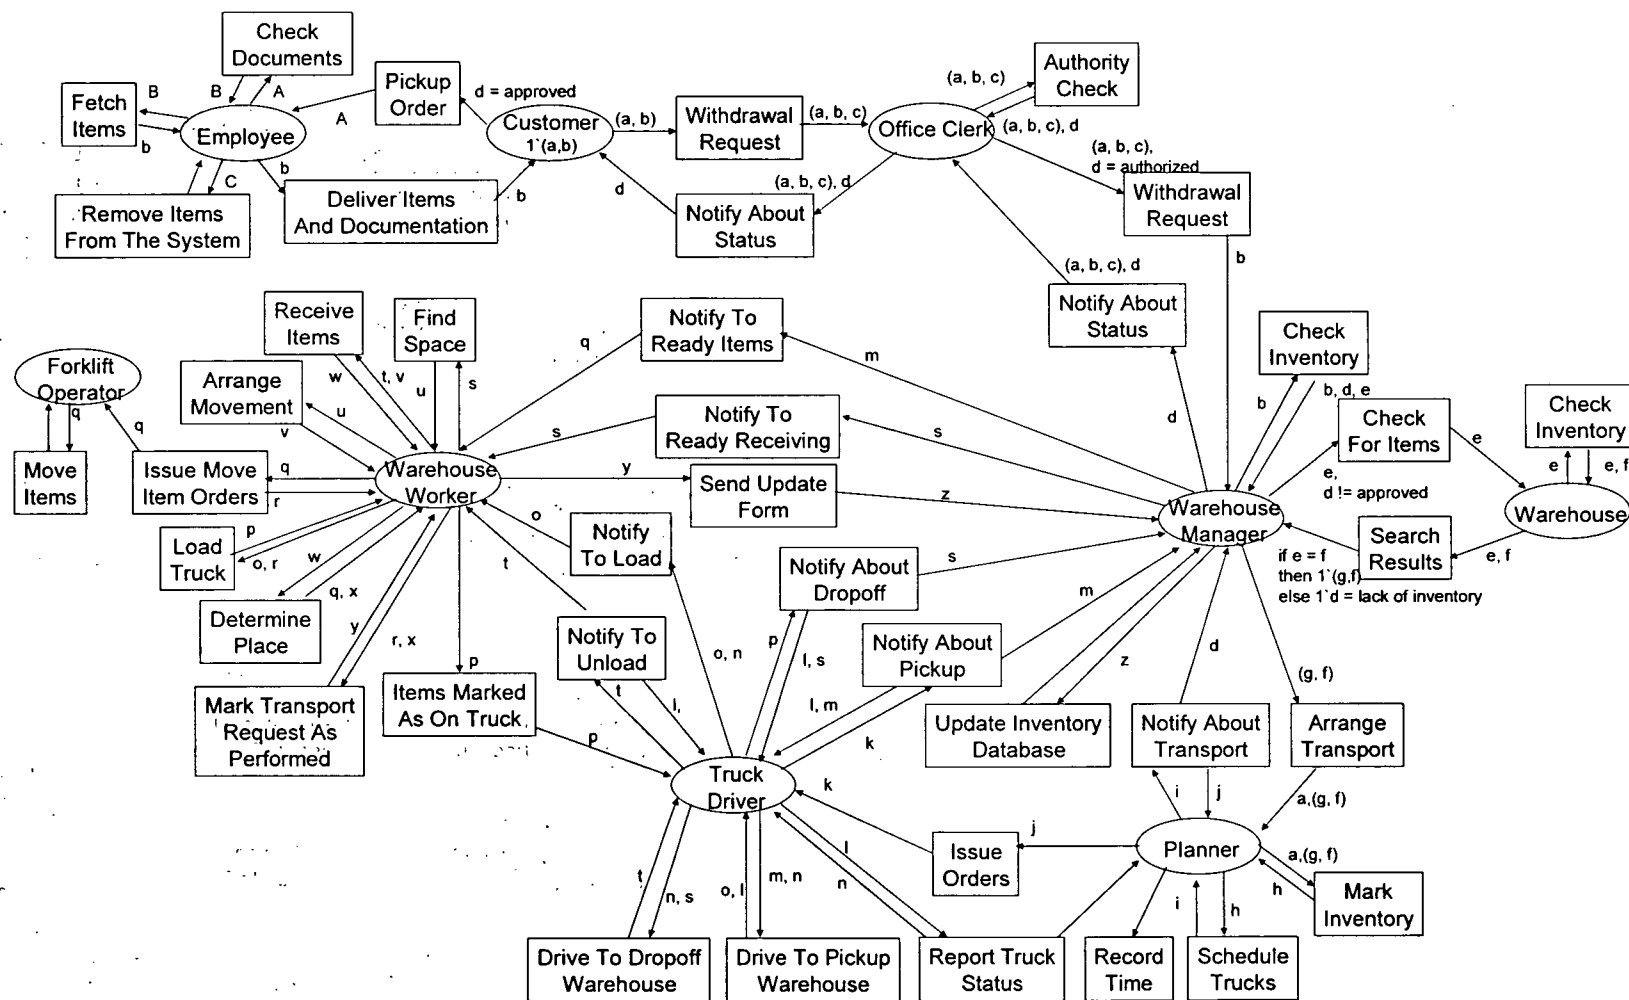 Check
Documents
Pickup
Order
d = approved
Authority
Check
(a, b, c)
Fetch
Items
B
B
A
A
b
Employee
Customer
1`(a,b)
(a, b)
Withdrawal
Request
(a, b, c)
Office Clerk
(a, b, c), d
(a, b, c),
d = authorized
Withdrawal
Request
C
b
Remove Items
From The System
Deliver Items
And Documentation
b
d
Notify About
Status
(a, b, c), d
b
(a, b, c), d
Notify About
Status
Receive
Items
Find
Space
Notify To
Ready Items
q
m
Check
Inventory
Forklift
Operator
Arrange
Movement
w
t, v
u
s
u
v
d
b
b, d, e
Check
For Items
Check
Inventory
e
e
e, f
q
q
Notify To
Ready Receiving
s
s
e,
d != approved
Move
Items
Issue Move
Item Orders
q
r
Warehouse
Worker
y
Send Update
Form
z
Warehouse
Manager
Warehouse
Search
Results
e, f
if e = f
then 1`(g,f)
else 1`d = lack of inventory
Load
Truck
p
o, r
w
q, x
o
t
Notify
To Load
Notify About
Dropoff
s
m
Determine
Place
y
r, x
p
Notify To
Unload
o, n
p
l, s
Notify About
Pickup
z
d
(g, f)
Mark Transport
Request As
Performed
Items Marked
As On Truck
t
l,
l, m
k
Update Inventory
Database
Notify About
Transport
Arrange
Transport
p
Truck
Driver
k
i
j
a,(g, f)
j
Issue
Orders
Planner
a,(g, f)
h
Mark
Inventory
t
n, s
o, l
m, n
l
n
i
h
Drive To Dropoff
Warehouse
Drive To Pickup
Warehouse
Report Truck
Status
Record
Time
Schedule
Trucks